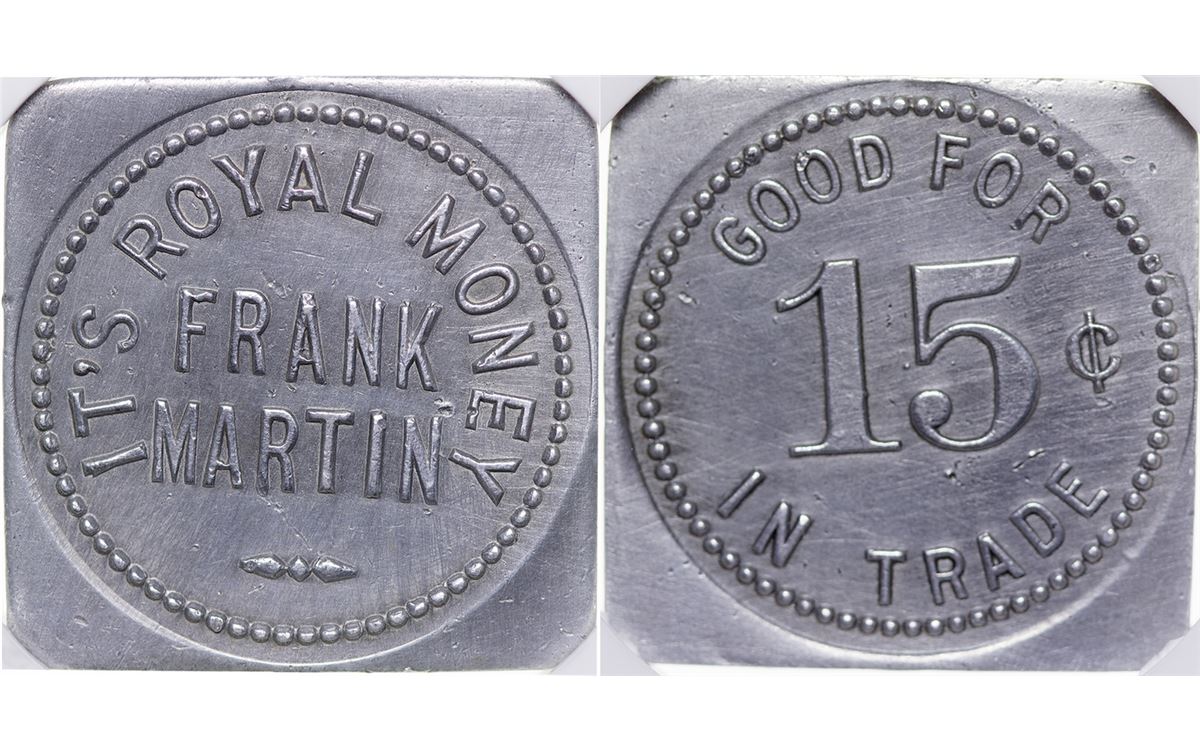 IT'S ROYAL MONEY
FRANK
MARTIN
GOOD FOR
15 ¢
IN TRADE